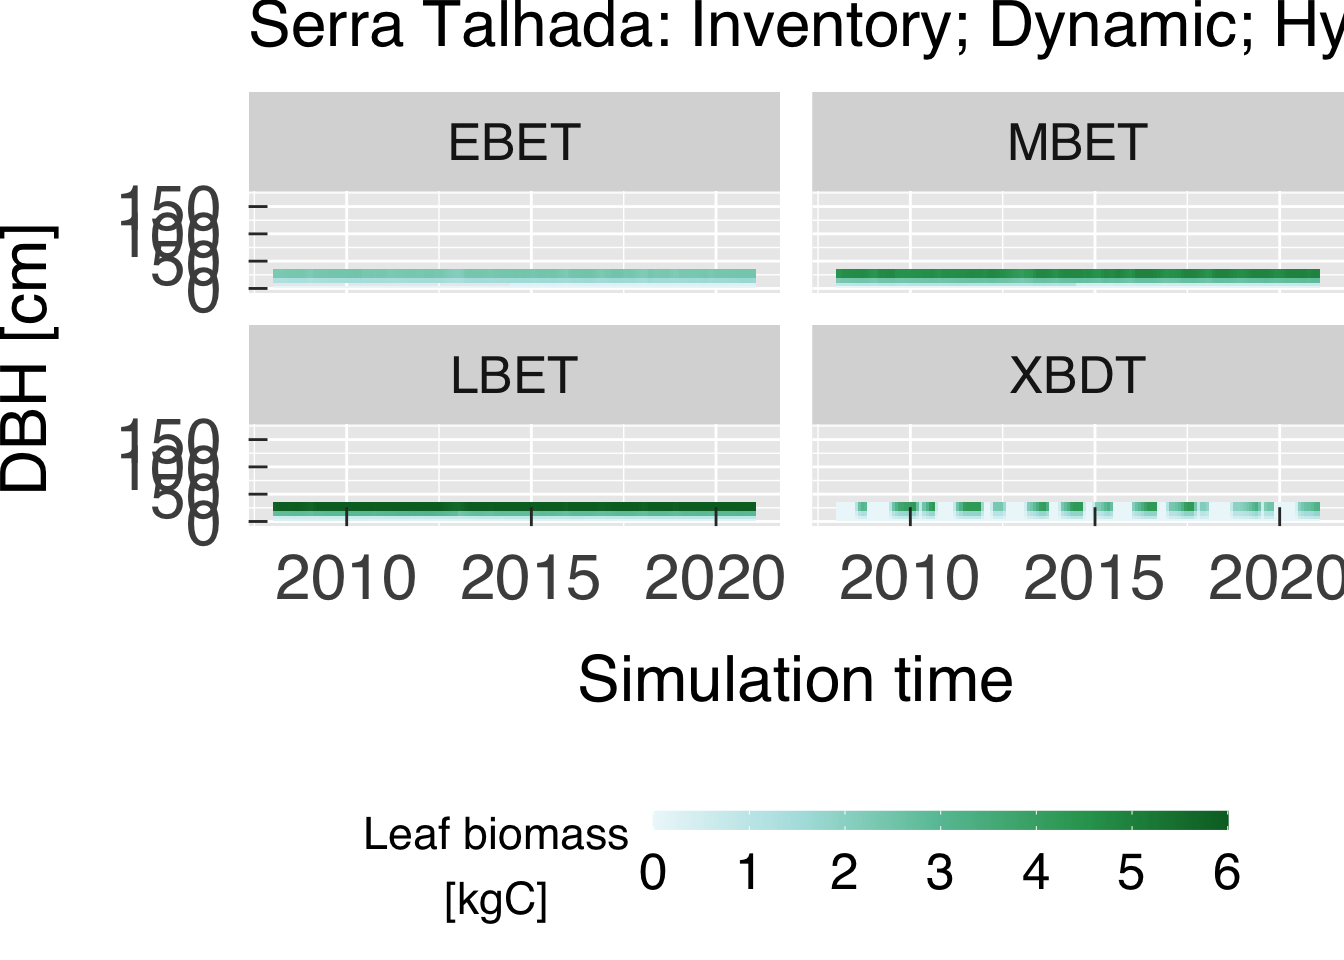 Serra Talhada: Inventory; Dynamic; Hy
EBET
MBET
150
100
50
0
LBET
XBDT
150
100
50
0
DBH [cm]
2010 2015 2020 2010 2015 2020
Simulation time
Leaf biomass
[kgC]
0 1 2 3 4 5 6